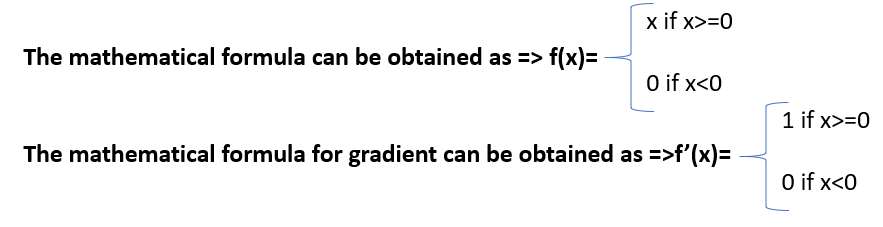 x if x>=0
The mathematical formula can be obtained as => f(x)=
0 if x<0
1 if x>=0
The mathematical formula for gradient can be obtained as =>f’(x)=
0 if x<0